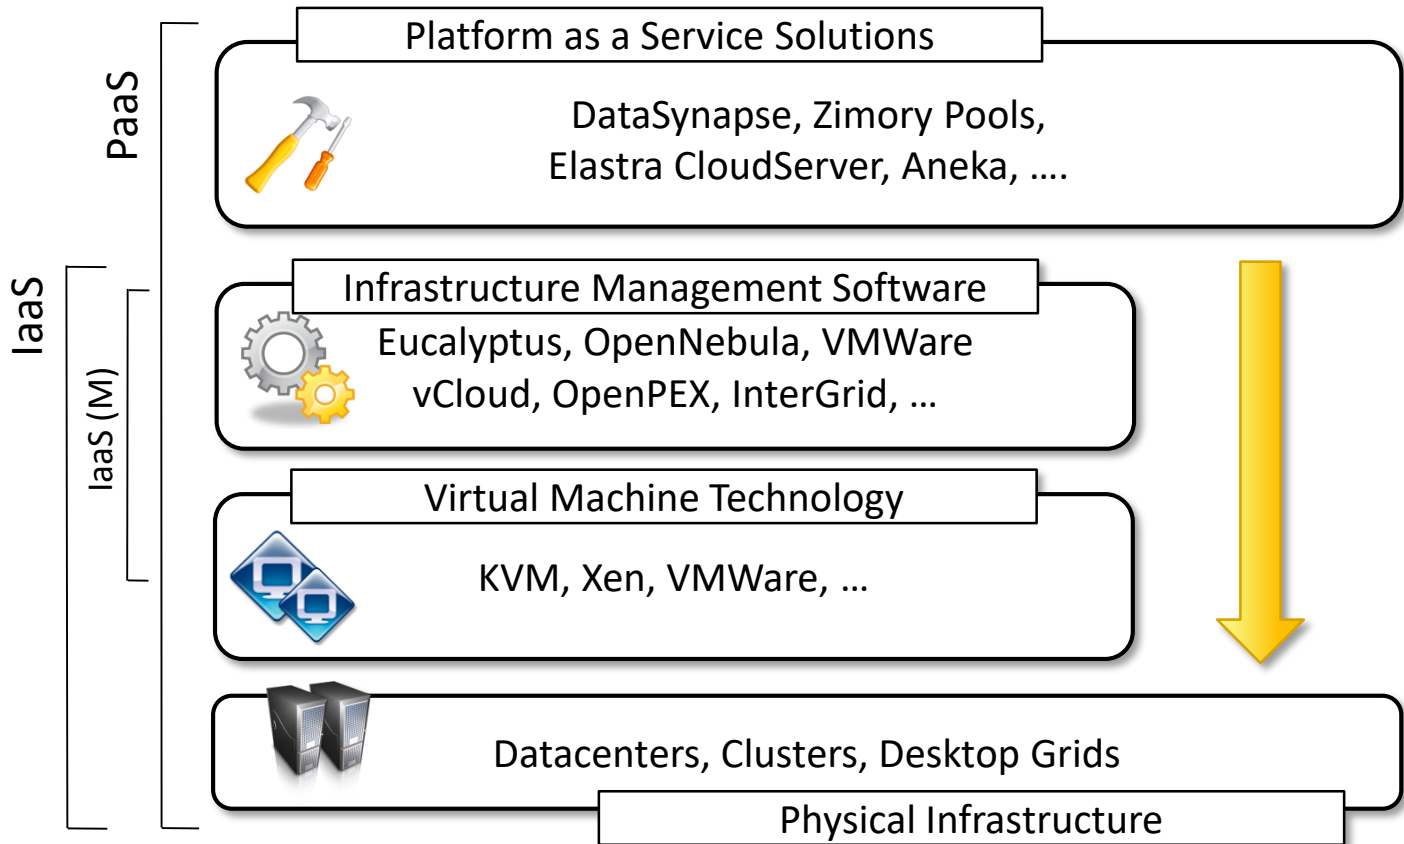 Platform as a Service Solutions
PaaS
DataSynapse, Zimory Pools,
Elastra CloudServer, Aneka, ....
IaaS
Infrastructure Management Software
Eucalyptus, OpenNebula, VMWare
vCloud, OpenPEX, InterGrid, ...
IaaS (M)
Virtual Machine Technology
KVM, Xen, VMWare, ...
Datacenters, Clusters, Desktop Grids
Physical Infrastructure